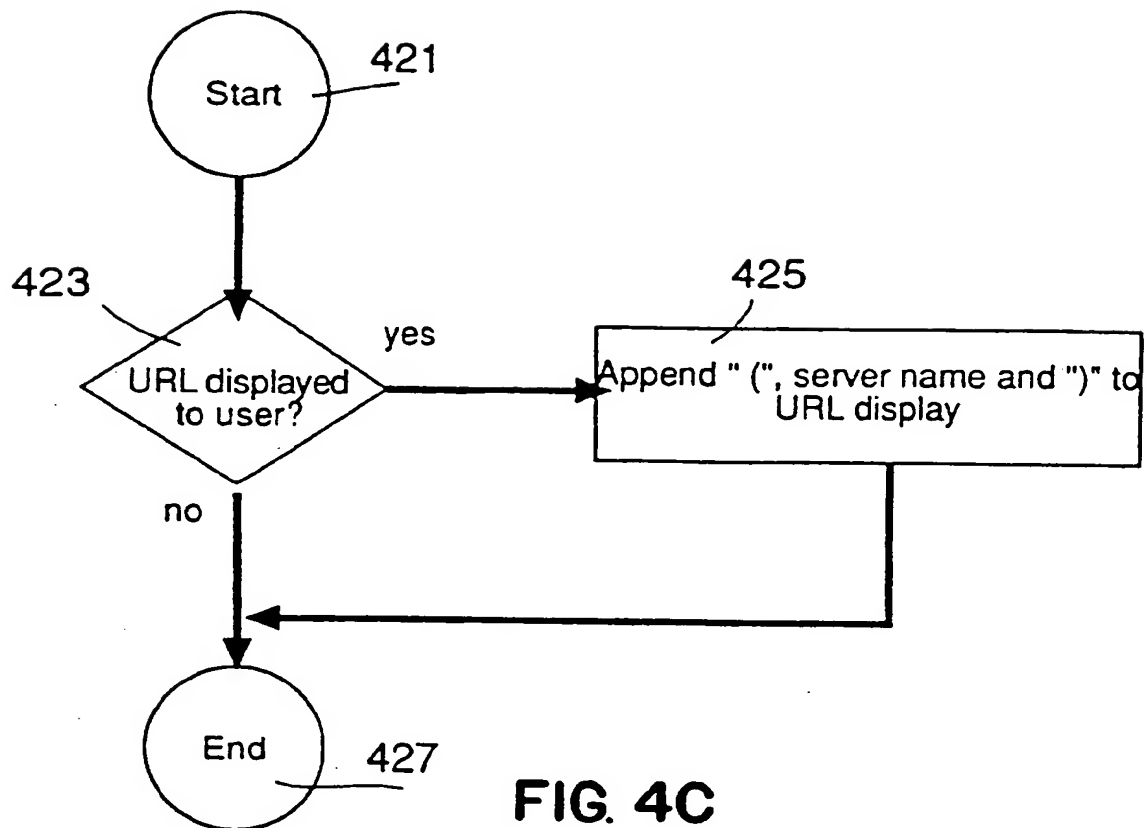 Start
421
423
URL displayed
to user?
yes
425
Append " (", server name and ")" to
URL display
no
End
427
FIG. 4C